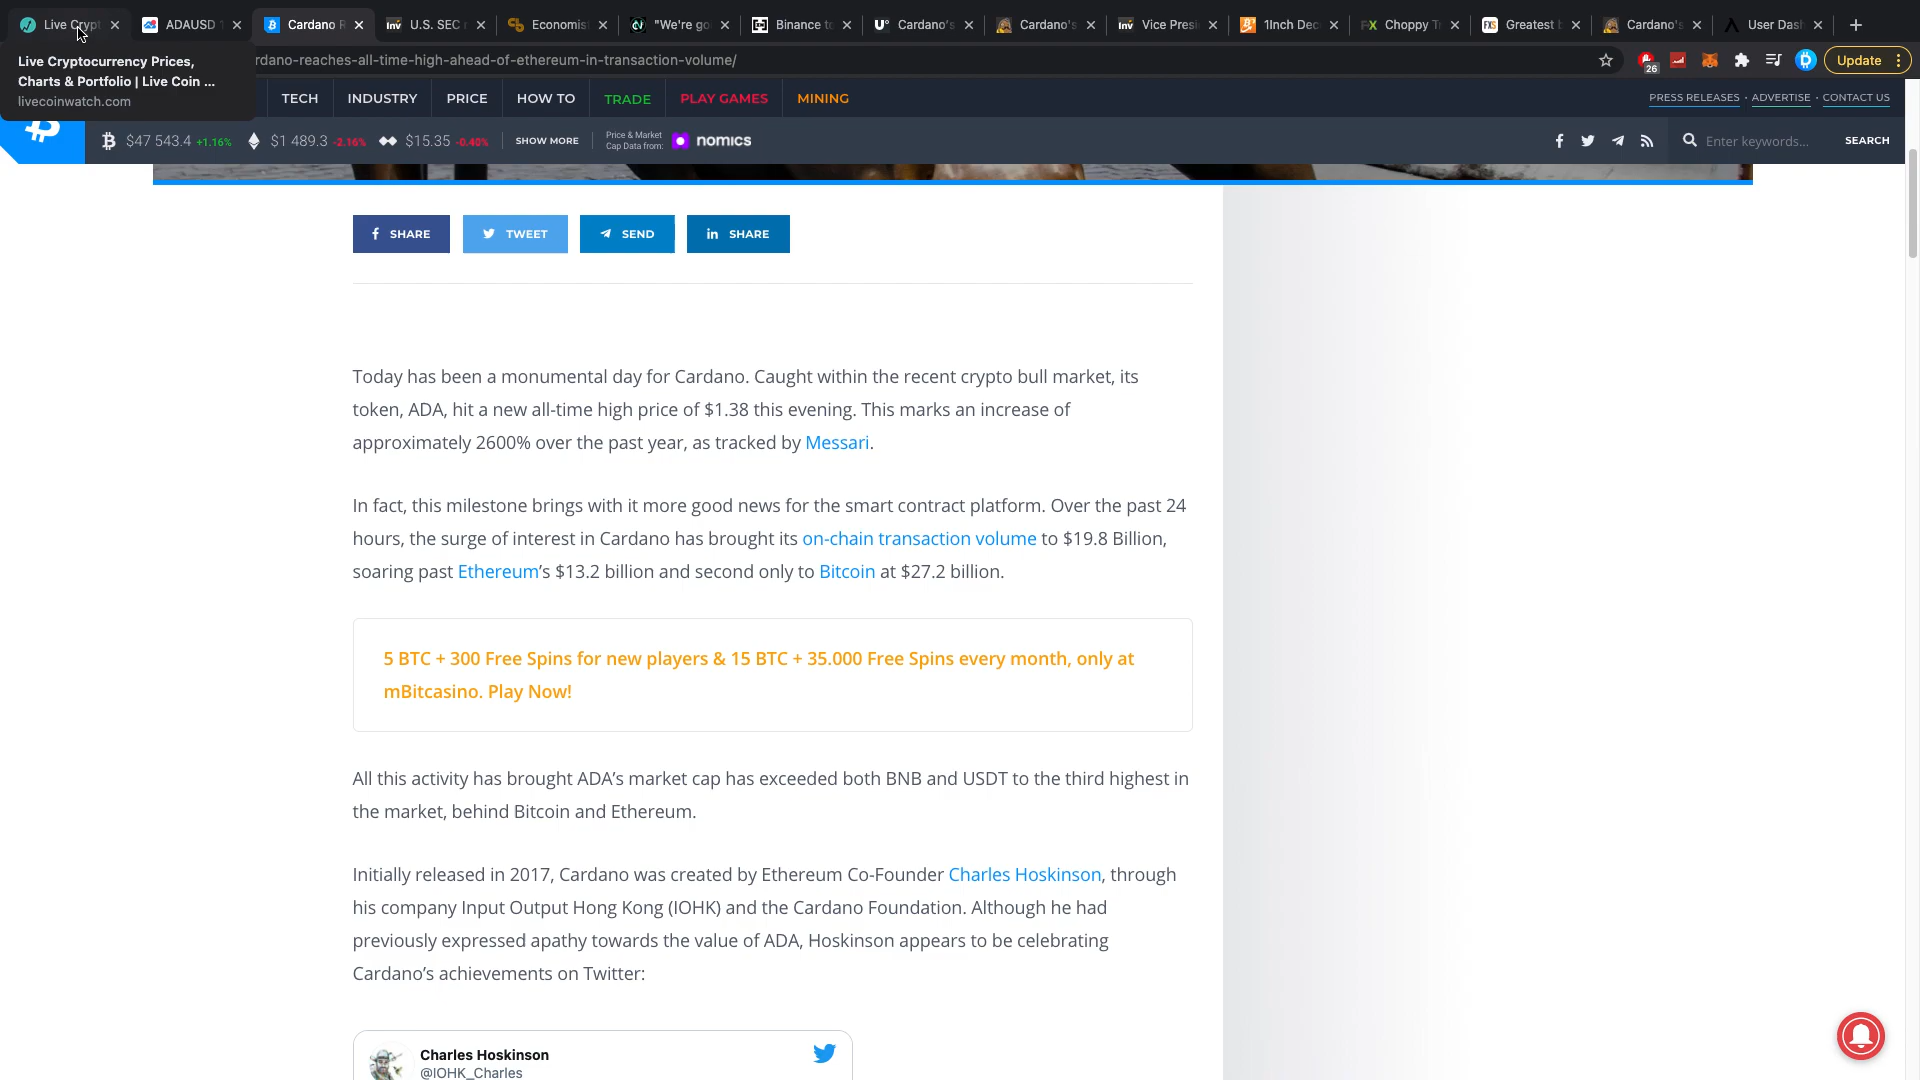 Live Crypt
ADAUSD 1
Cardano R
Inv U.S. SEC r
Economis
"We're go
Binance t
Cardano's
Cardano's
Inv Vice Presi
1Inch Dec
FX Choppy T
FXS Greatest b
Cardano's
User Das
Live Cryptocurrency Prices,
Charts & Portfolio | Live Coin ...
livecoinwatch.com
rdano-reaches-all-time-high-ahead-of-ethereum-in-transaction-volume/
26
Update
TECH
INDUSTRY
PRICE
HOW TO
TRADE
PLAY GAMES
MINING
PRESS RELEASES · ADVERTISE · CONTACT US
$47 543.4 +1.16%
$1 489.3 -2.16%
$15.35 -0.40%
SHOW MORE
Price & Market
Cap Data from:
nomics
Enter keywords...
SEARCH
SHARE
TWEET
SEND
SHARE
Today has been a monumental day for Cardano. Caught within the recent crypto bull market, its
token, ADA, hit a new all-time high price of $1.38 this evening. This marks an increase of
approximately 2600% over the past year, as tracked by Messari.
In fact, this milestone brings with it more good news for the smart contract platform. Over the past 24
hours, the surge of interest in Cardano has brought its on-chain transaction volume to $19.8 Billion,
soaring past Ethereum's $13.2 billion and second only to Bitcoin at $27.2 billion.
5 BTC + 300 Free Spins for new players & 15 BTC + 35.000 Free Spins every month, only at
mBitcasino. Play Now!
All this activity has brought ADA's market cap has exceeded both BNB and USDT to the third highest in
the market, behind Bitcoin and Ethereum.
Initially released in 2017, Cardano was created by Ethereum Co-Founder Charles Hoskinson, through
his company Input Output Hong Kong (IOHK) and the Cardano Foundation. Although he had
previously expressed apathy towards the value of ADA, Hoskinson appears to be celebrating
Cardano's achievements on Twitter:
Charles Hoskinson
@IOHK_Charles